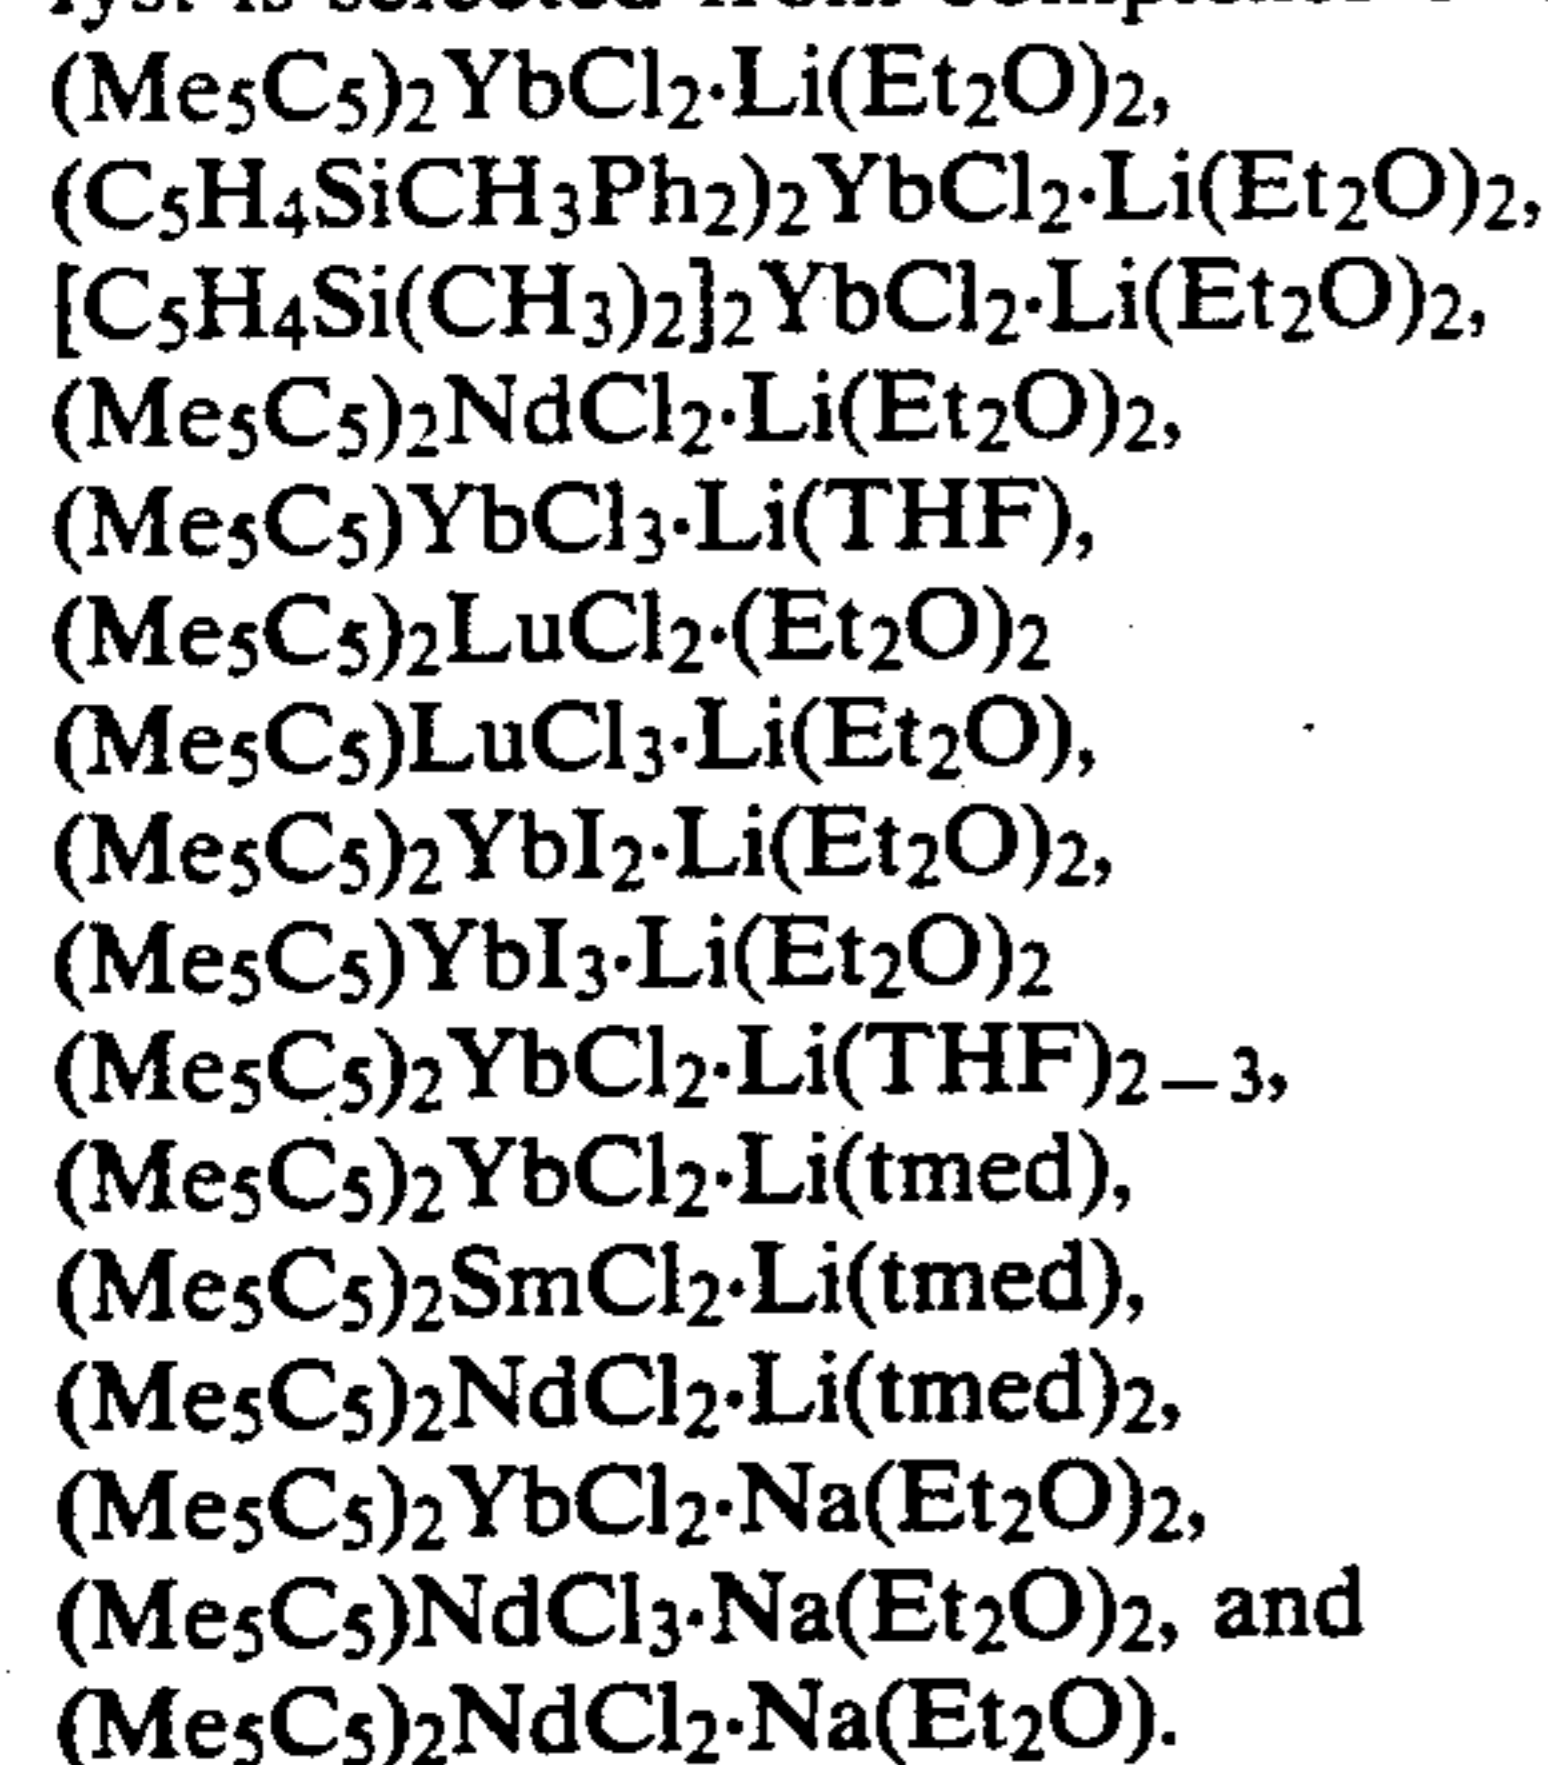 is selected from
(Me5C5)2YbCl2·Li(Et2O)2,
(C5H4SiCH3Ph2)2YbCl2·Li(Et2O)2,
[C5H4Si(CH3)2]2YbCl2·Li(Et2O)2,
(Me5C5)2NdCl2·Li(Et2O)2,
(Me5C5)YbCl3·Li(THF),
(Me5C5)2LuCl2·(Et2O)2
(Me5C5)LuCl3·Li(Et2O),
(Me5C5)2YbI2·Li(Et2O)2,
(Me5C5)YbI3·Li(Et2O)2
(Me5C5)2YbCl2·Li(THF)2–3,
(Me5C5)2YbCl2·Li(tmed),
(Me5C5)2SmCl2·Li(tmed),
(Me5C5)2NdCl2·Li(tmed)2,
(Me5C5)2YbCl2·Na(Et2O)2,
(Me5C5)NdCl3·Na(Et2O)2, and
(Me5C5)2NdCl2·Na(Et2O).